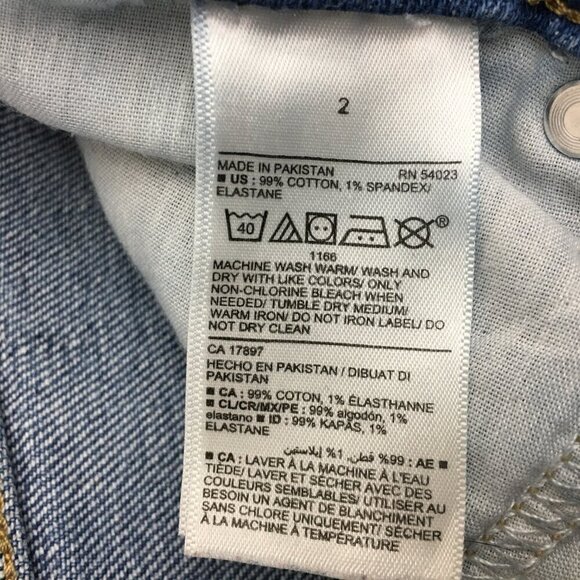 2
MADE IN PAKISTAN RN 54023
■ US : 99% COTTON, 1% SPANDEX/
ELASTANE
40 ®
1166
MACHINE WASH WARM/ WASH AND
DRY WITH LIKE COLORS/ ONLY
NON-CHLORINE BLEACH WHEN
NEEDED/ TUMBLE DRY MEDIUM/
WARM IRON/ DO NOT IRON LABEL/ DO
NOT DRY CLEAN
CA 17897
HECHO EN PAKISTAN / DIBUAT DI
PAKISTAN
■ CA : 99% COTON, 1% ÉLASTHANNE
■ CL/CR/MX/PE : 99% algodón, 1%
elastano ■ ID : 99% KAPAS, 1%
ELASTANE
■ AE : 99% قطن, 1% إيلاستين
■ CA : LAVER À LA MACHINE À L'EAU
TIÈDE/ LAVER ET SÉCHER AVEC DES
COULEURS SEMBLABLES/ UTILISER AU
BESOIN UN AGENT DE BLANCHIMENT
SANS CHLORE UNIQUEMENT/ SÉCHER
À LA MACHINE À TEMPÉRATURE